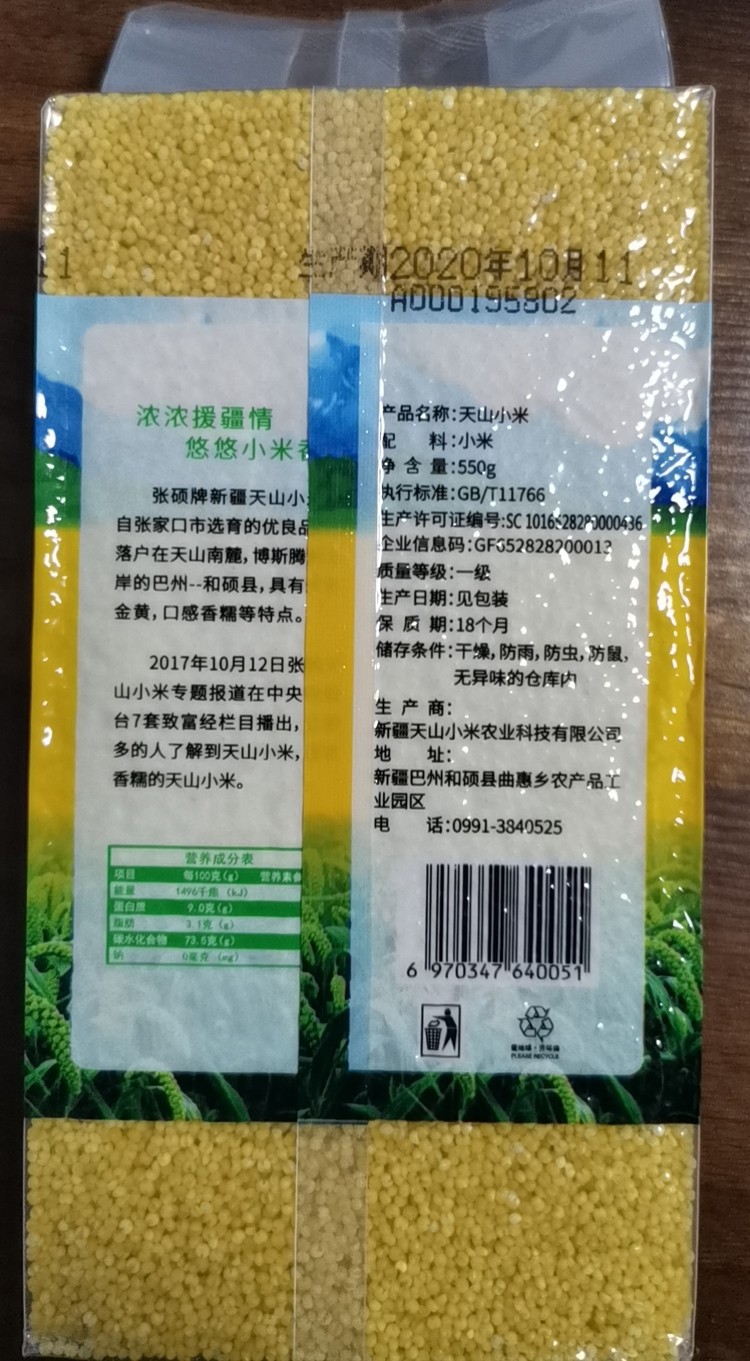 11
生产期2020年10月11
A000195802
浓浓援疆情
悠悠小米香
张硕牌新疆天山小
自张家口市选育的优良品
落户在天山南麓,博斯腾
岸的巴州--和硕县,具有
金黄,口感香糯等特点。
2017年10月12日张
山小米专题报道在中央
台7套致富经栏目播出,
多的人了解到天山小米,
香糯的天山小米。
营养成分表
项目 每100克(g) 营养素参
能量 1496千焦 (kJ)
蛋白质 9.0克(g)
脂肪 3.1克(g)
碳水化合物 73.6克(g)
钠 0毫克 (mg)
产品名称:天山小米
配 料:小米
净含量:550g
执行标准:GB/T11766
生产许可证编号:
企业信息码:GF652828200013
质量等级:一级
生产日期:见包装
保质期:18个月
储存条件:干燥,防雨,防虫,防鼠,
无异味的仓库内
生产商:
新疆天山小米农业科技有限公司
地 址:
新疆巴州和硕县曲惠乡农产品工
业园区
电 话:0991-3840525
6 970347 640051
PLEASE RECYCLE